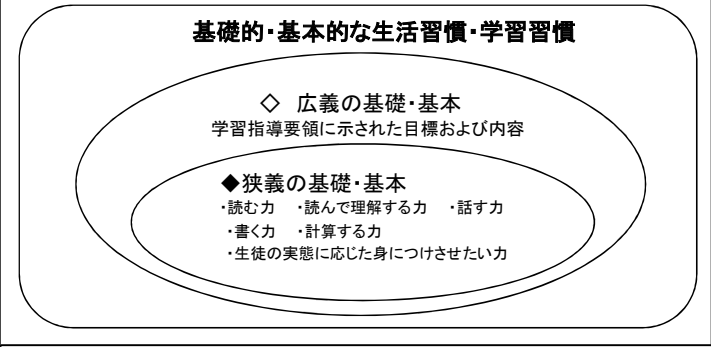 基礎的・基本的な生活習慣・学習習慣
◇　広義の基礎・基本
学習指導要領に示された目標および内容
◆狭義の基礎・基本
・読む力　・読んで理解する力　・話す力
・書く力　・計算する力
・生徒の実態に応じた身につけさせたい力